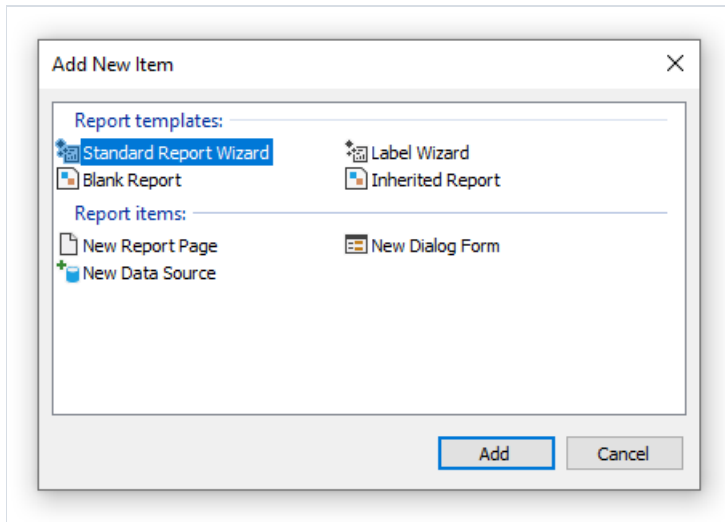 Add New Item
Report templates:
Standard Report Wizard Label Wizard
Blank Report Inherited Report
Report items:
New Report Page New Dialog Form
New Data Source
Add Cancel